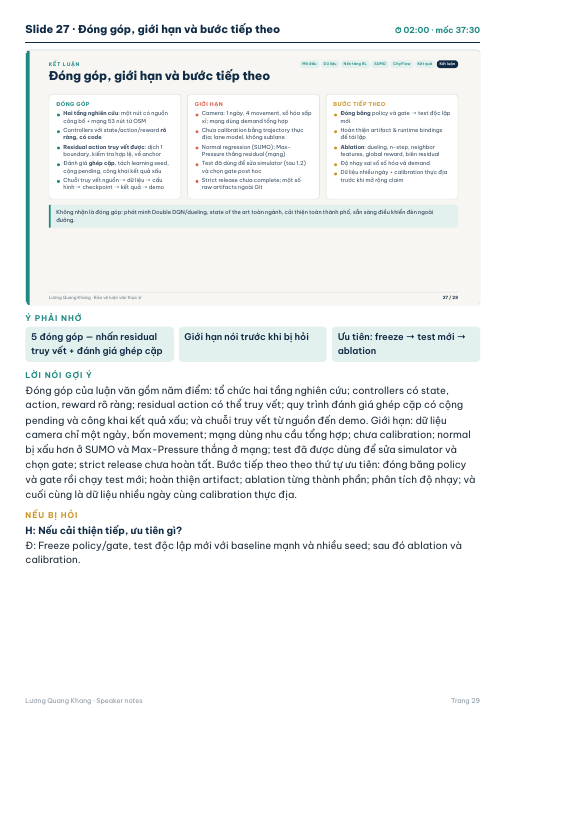 Slide 27 · Đóng góp, giới hạn và bước tiếp theo
⏱ 02:00 · mốc 37:30
KẾT LUẬN
Mở đầu Dữ liệu Nền tảng RL SUMO CityFlow Kết quả Kết luận
Đóng góp, giới hạn và bước tiếp theo
ĐÓNG GÓP
Hai tầng nghiên cứu: một nút có nguồn
công bố + mạng 53 nút từ OSM
Controllers với state/action/reward rõ
ràng, có code
Residual action truy vết được: dịch 1
boundary, kiểm tra hợp lệ, về anchor
Đánh giá ghép cặp, tách learning seed,
cộng pending, công khai kết quả xấu
Chuỗi truy vết nguồn → dữ liệu → cấu
hình → checkpoint → kết quả → demo
GIỚI HẠN
Camera: 1 ngày, 4 movement, số hóa xấp
xỉ; mạng dùng demand tổng hợp
Chưa calibration bằng trajectory thực
địa; lane model, không sublane
Normal regression (SUMO); Max-
Pressure thắng residual (mạng)
Test đã dùng để sửa simulator (tau 1.2)
và chọn gate post hoc
Strict release chưa complete; một số
raw artifacts ngoài Git
BƯỚC TIẾP THEO
Đóng băng policy và gate → test độc lập
mới
Hoàn thiện artifact & runtime bindings
để tái lập
Ablation: dueling, n-step, neighbor
features, global reward, biên residual
Độ nhạy sai số số hóa và demand
Dữ liệu nhiều ngày + calibration thực địa
trước khi mở rộng claim
Không nhận là đóng góp: phát minh Double DQN/dueling, state of the art toàn ngành, cải thiện toàn thành phố, sẵn sàng điều khiển đèn ngoài
đường.
Lương Quang Khang · Bảo vệ luận văn thạc sĩ
27 / 28
Ý PHẢI NHỚ
5 đóng góp — nhấn residual
truy vết + đánh giá ghép cặp
Giới hạn nói trước khi bị hỏi
Ưu tiên: freeze → test mới →
ablation
LỜI NÓI GỢI Ý
Đóng góp của luận văn gồm năm điểm: tổ chức hai tầng nghiên cứu; controllers có state,
action, reward rõ ràng; residual action có thể truy vết; quy trình đánh giá ghép cặp có cộng
pending và công khai kết quả xấu; và chuỗi truy vết từ nguồn đến demo. Giới hạn: dữ liệu
camera chỉ một ngày, bốn movement; mạng dùng nhu cầu tổng hợp; chưa calibration; normal
bị xấu hơn ở SUMO và Max-Pressure thắng ở mạng; test đã được dùng để sửa simulator và
chọn gate; strict release chưa hoàn tất. Bước tiếp theo theo thứ tự ưu tiên: đóng băng policy
và gate rồi chạy test mới; hoàn thiện artifact; ablation từng thành phần; phân tích độ nhạy; và
cuối cùng là dữ liệu nhiều ngày cùng calibration thực địa.
NẾU BỊ HỎI
H: Nếu cải thiện tiếp, ưu tiên gì?
Đ: Freeze policy/gate, test độc lập mới với baseline mạnh và nhiều seed; sau đó ablation và
calibration.
Lương Quang Khang · Speaker notes
Trang 29